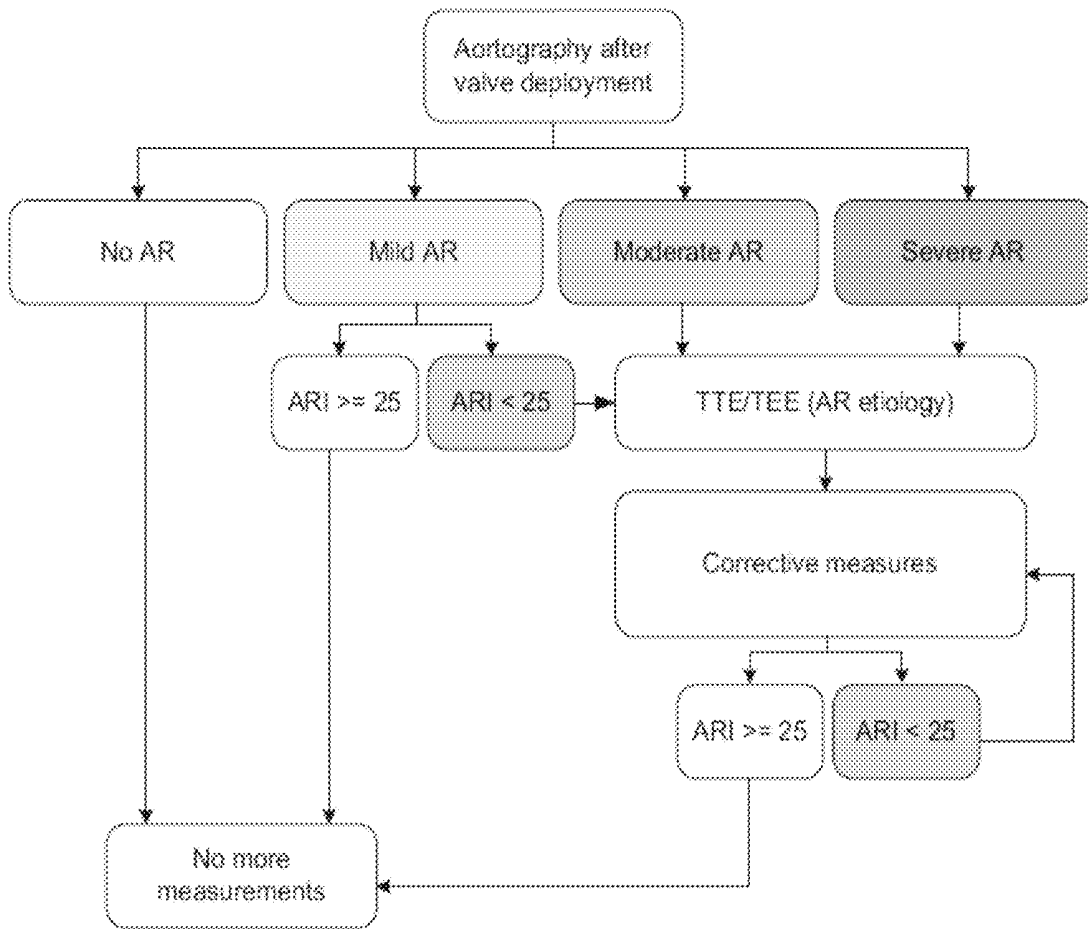 Aortography after
valve deployment
No AR
Mild AR
Moderate AR
Severe AR
ARI >= 25
ARI < 25
TTE/TEE (AR etiology)
Corrective measures
ARI >= 25
ARI < 25
No more
measurements